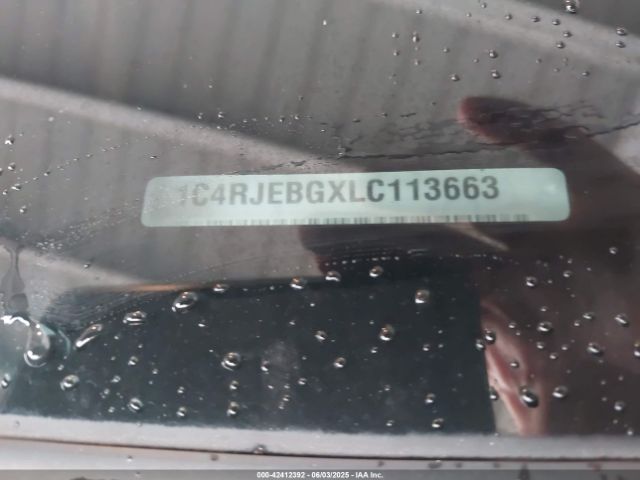 1C4RJEBGXLC113663
000-42412392 - 06/03/2025 - IAA Inc.